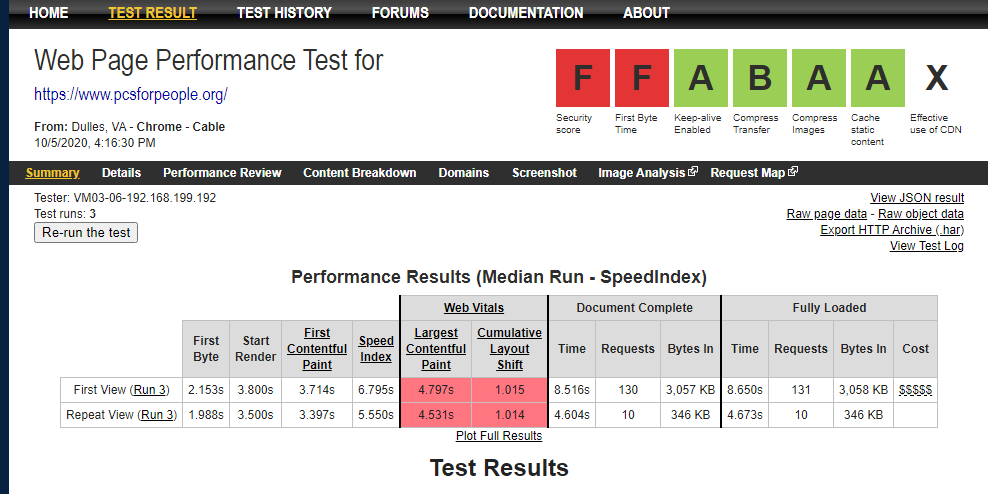 HOME TEST RESULT TEST HISTORY FORUMS DOCUMENTATION ABOUT
Web Page Performance Test for
https://www.pcsforpeople.org/
From: Dulles, VA - Chrome - Cable
10/5/2020, 4:16:30 PM
F F A B A A X
Security score
First Byte Time
Keep-alive Enabled
Compress Transfer
Compress Images
Cache static content
Effective use of CDN
Summary Details Performance Review Content Breakdown Domains Screenshot Image Analysis Request Map
Tester: VM03-06-192.168.199.192
Test runs: 3
Re-run the test
View JSON result
Raw page data - Raw object data
Export HTTP Archive (.har)
View Test Log
Performance Results (Median Run - SpeedIndex)
Web Vitals Document Complete Fully Loaded
First Byte Start Render First Contentful Paint Speed Index Largest Contentful Paint Cumulative Layout Shift Time Requests Bytes In Time Requests Bytes In Cost
First View (Run 3) 2.153s 3.800s 3.714s 6.795s 4.797s 1.015 8.516s 130 3,057 KB 8.650s 131 3,058 KB $$$$$
Repeat View (Run 3) 1.988s 3.500s 3.397s 5.550s 4.531s 1.014 4.604s 10 346 KB 4.673s 10 346 KB
Plot Full Results
Test Results